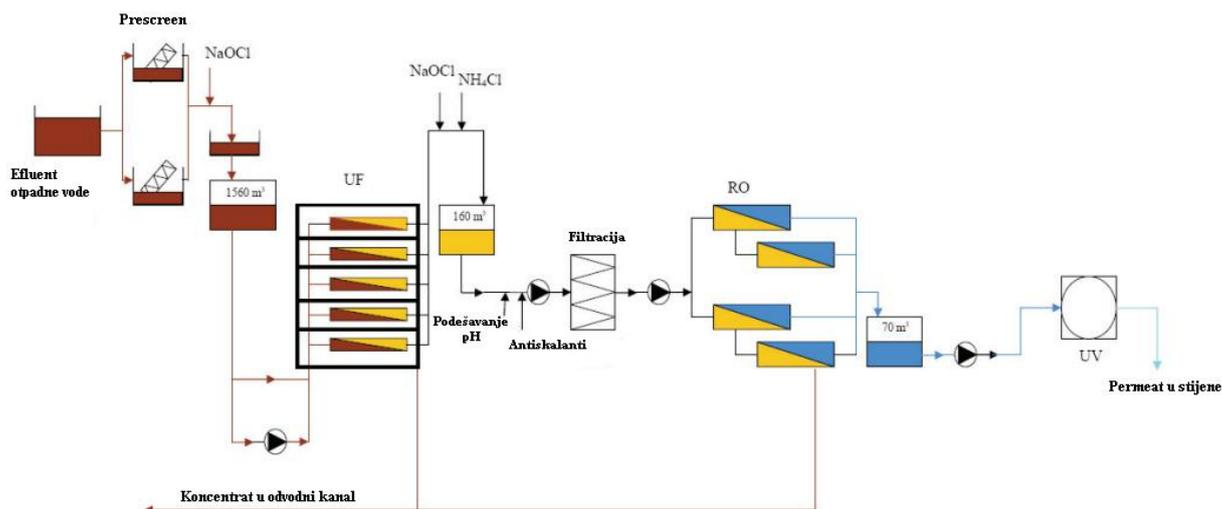 Prescreen
NaOCl
Efluent
otpadne vode
1560 m³
UF
NaOCl
NH₄Cl
160 m³
Podešavanje
pH
Antiskalanti
Filtracija
RO
70 m³
UV
Permeat u stijene
Koncentrat u odvodni kanal